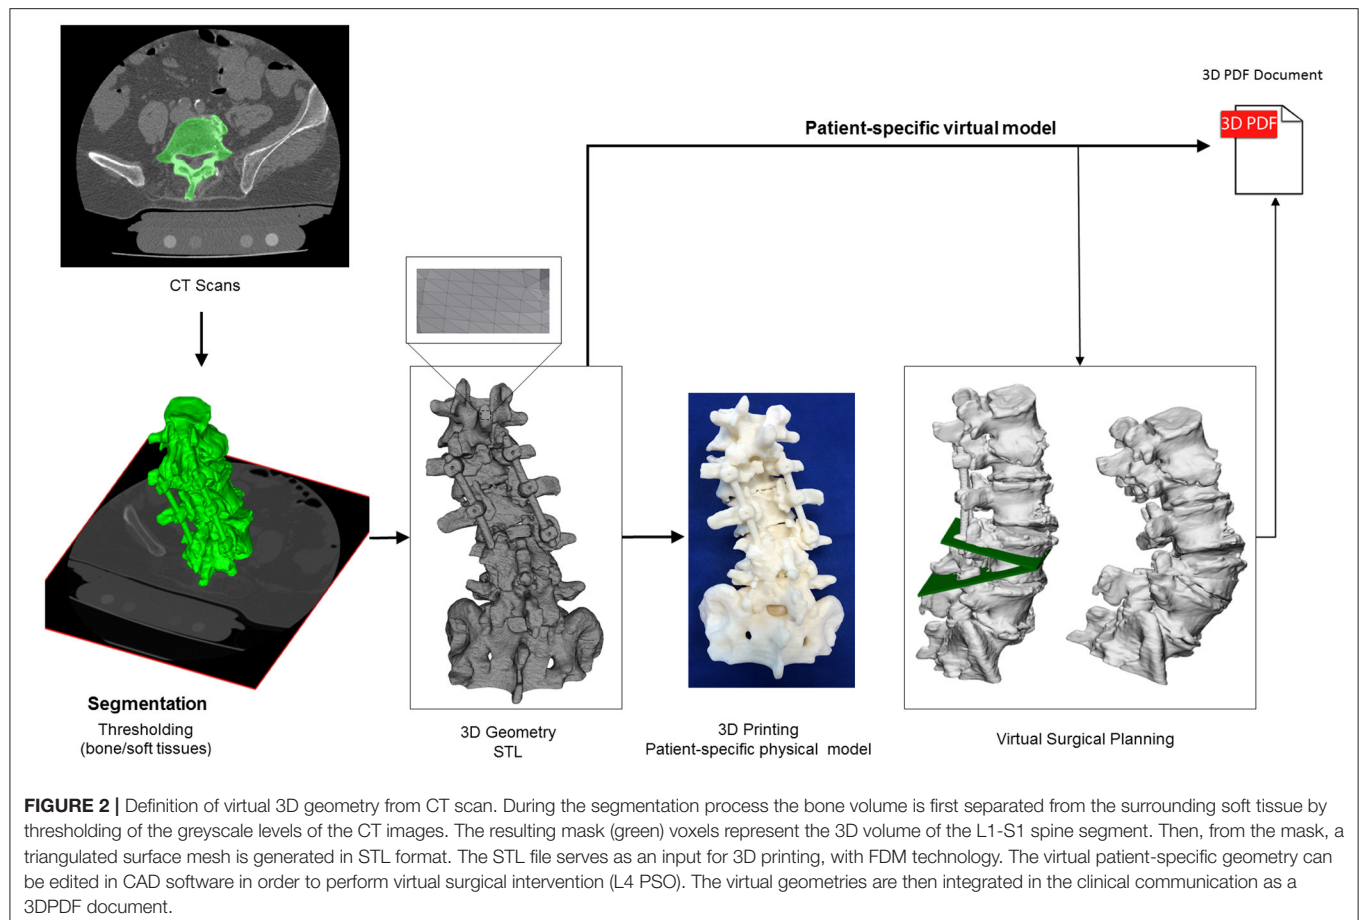 3D PDF Document
3D PDF
Patient-specific virtual model
CT Scans
Segmentation
Thresholding
(bone/soft tissues)
3D Geometry
STL
3D Printing
Patient-specific physical model
Virtual Surgical Planning
FIGURE 2 | Definition of virtual 3D geometry from CT scan. During the segmentation process the bone volume is first separated from the surrounding soft tissue by
thresholding of the greyscale levels of the CT images. The resulting mask (green) voxels represent the 3D volume of the L1-S1 spine segment. Then, from the mask, a
triangulated surface mesh is generated in STL format. The STL file serves as an input for 3D printing, with FDM technology. The virtual patient-specific geometry can
be edited in CAD software in order to perform virtual surgical intervention (L4 PSO). The virtual geometries are then integrated in the clinical communication as a
3DPDF document.